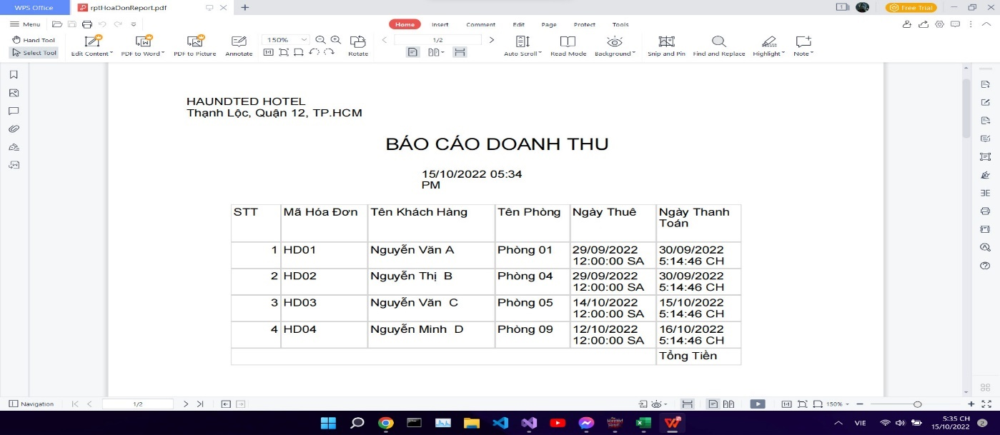 WPS Office
rptHoaDonReport.pdf
1
Free Trial
Menu
Home
Insert
Comment
Edit
Page
Protect
Tools
Hand Tool
Select Tool
Edit Content
PDF to Word
PDF to Picture
Annotate
150%
Rotate
1/2
Auto Scroll
Read Mode
Background
Snip and Pin
Find and Replace
Highlight
Note
HAUNDTED HOTEL
Thạnh Lộc, Quận 12, TP.HCM
BÁO CÁO DOANH THU
15/10/2022 05:34
PM
STT Mã Hóa Đơn Tên Khách Hàng Tên Phòng Ngày Thuê Ngày Thanh
Toán
1 HD01 Nguyễn Văn A Phòng 01 29/09/2022 30/09/2022
12:00:00 SA 5:14:46 CH
2 HD02 Nguyễn Thị B Phòng 04 29/09/2022 30/09/2022
12:00:00 SA 5:14:46 CH
3 HD03 Nguyễn Văn C Phòng 05 14/10/2022 15/10/2022
12:00:00 SA 5:14:46 CH
4 HD04 Nguyễn Minh D Phòng 09 12/10/2022 16/10/2022
12:00:00 SA 5:14:46 CH
Tổng Tiền
Navigation
1/2
150%
VIE
5:35 CH
15/10/2022
2